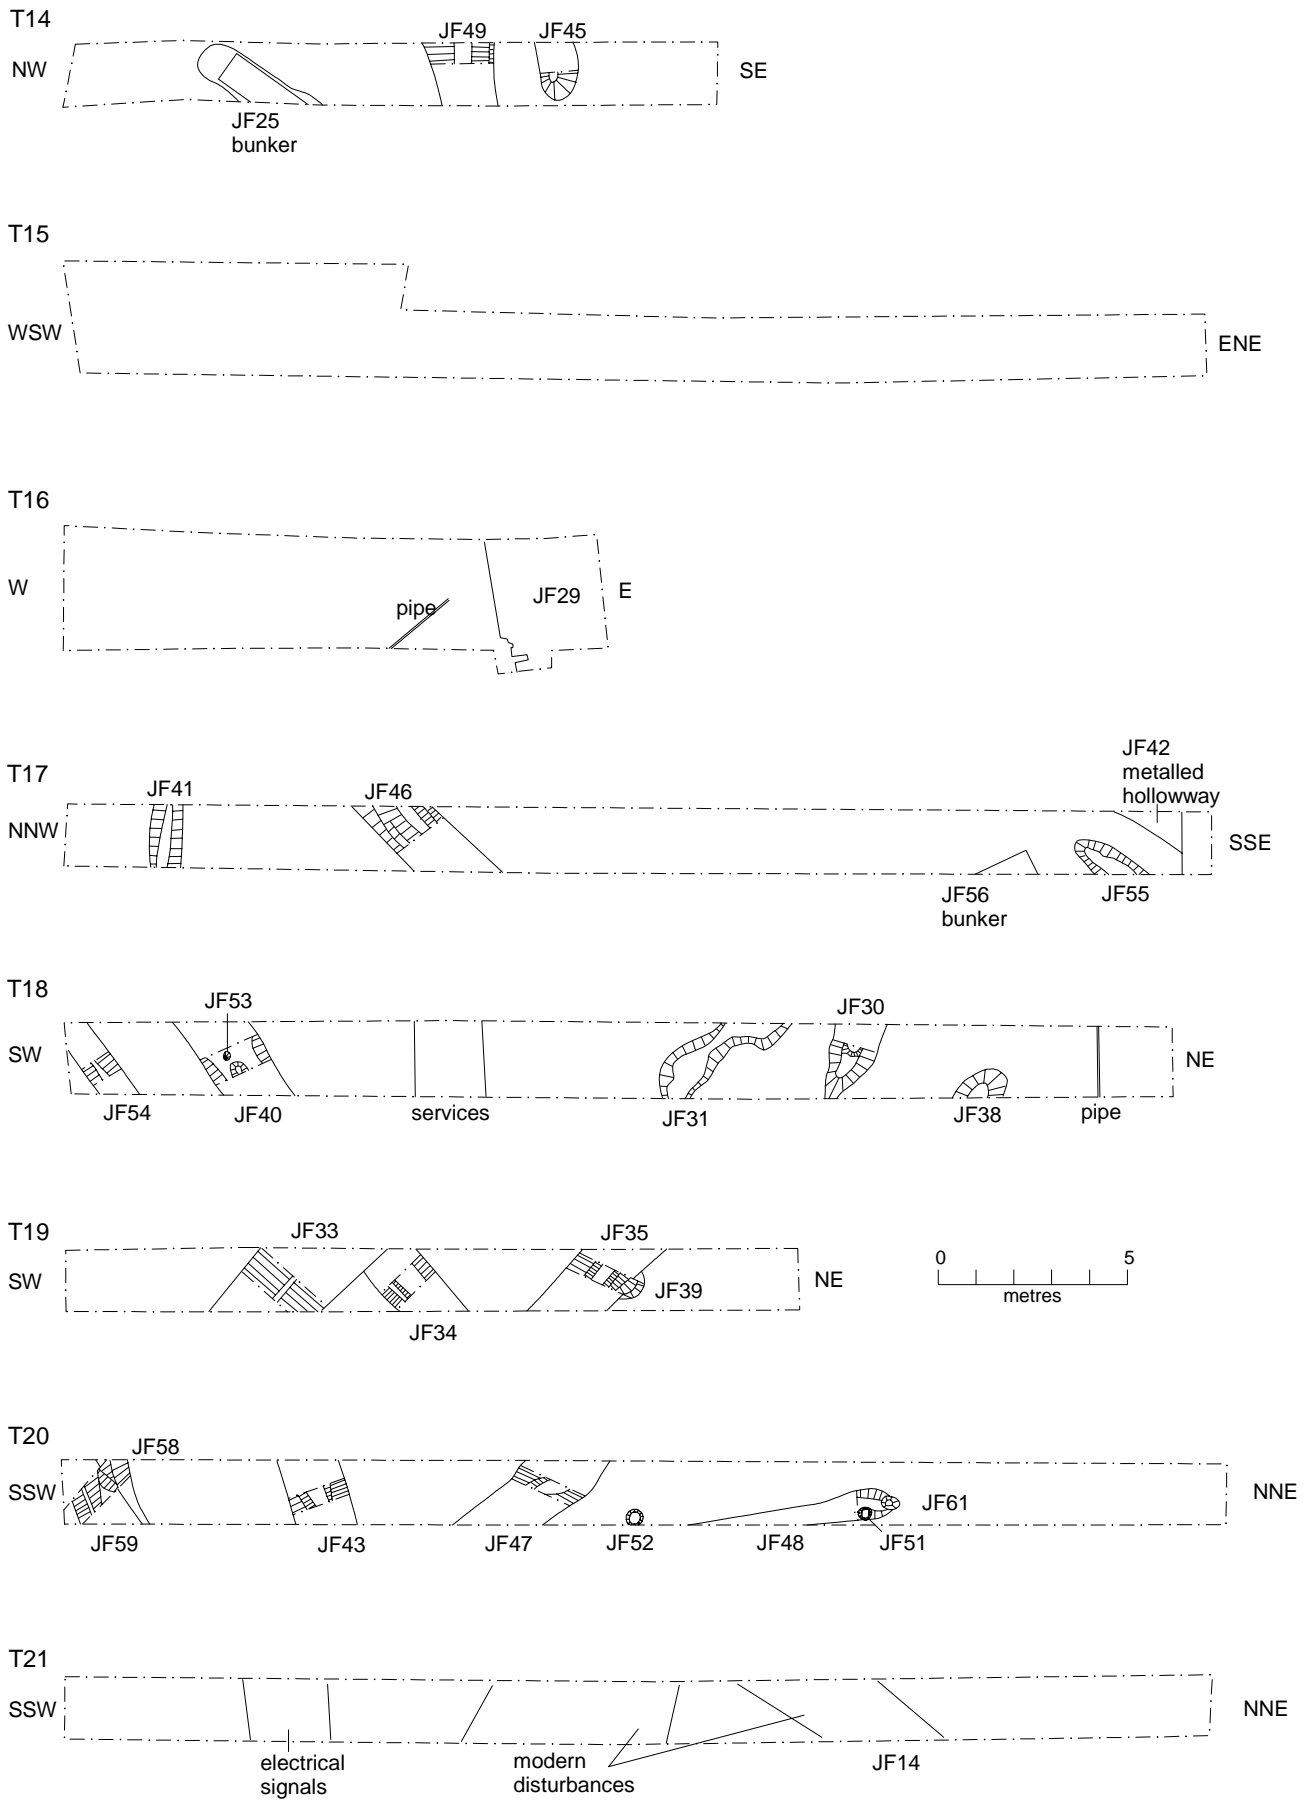 T14
JF49 JF45
NW SE
JF25
bunker
T15
WSW ENE
T16
W pipe JF29 E
T17
JF42
metalled
hollowway
JF41 JF46
NNW SSE
JF56
bunker
JF55
T18
JF53 JF30
SW NE
JF54 JF40 services JF31 JF38 pipe
T19
JF33 JF35
SW NE
JF39
JF34
0 5
metres
T20
JF58
SSW JF61 NNE
JF59 JF43 JF47 JF52 JF48 JF51
T21
SSW NNE
electrical
signals
modern
disturbances
JF14